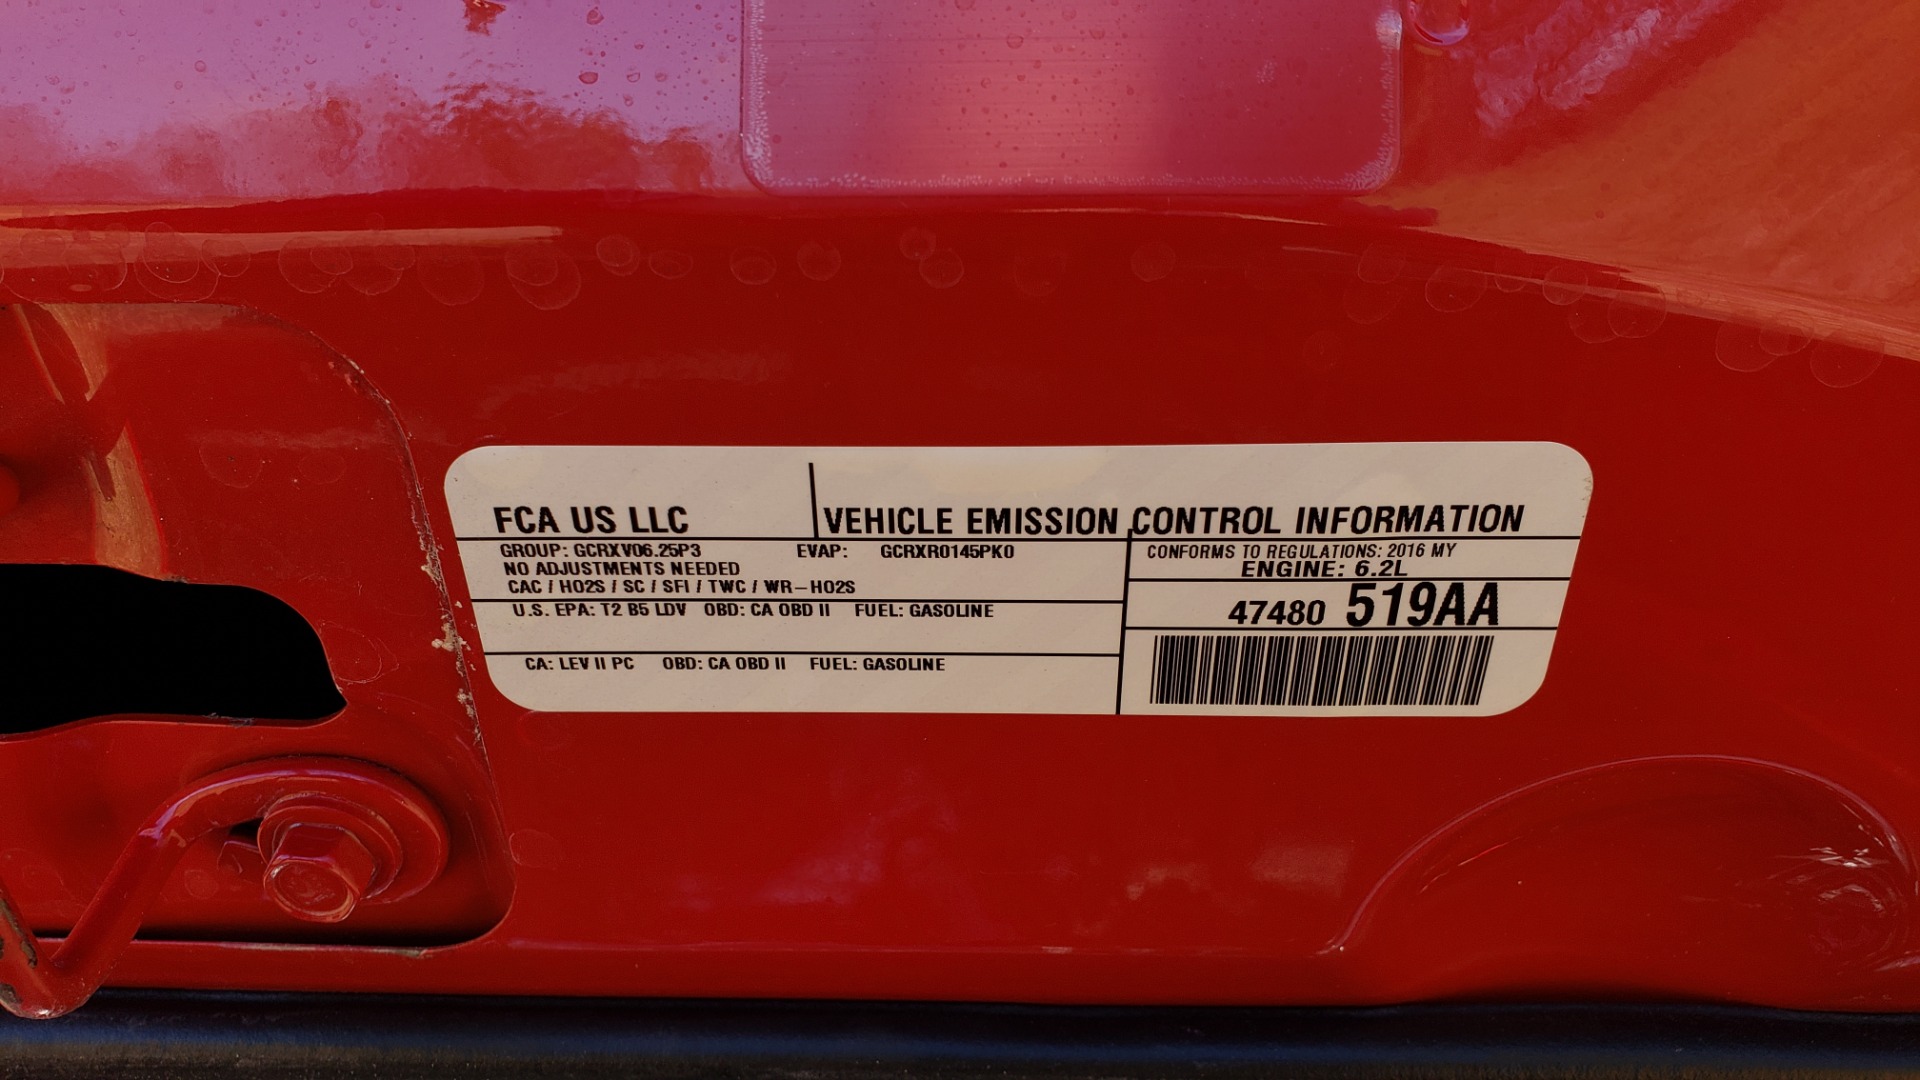 FCA US LLC VEHICLE EMISSION CONTROL INFORMATION
GROUP: GCRXV06.25P3 EVAP: GCRXR0145PK0
NO ADJUSTMENTS NEEDED
CAC / HO2S / SC / SFI / TWC / WR-HO2S
U.S. EPA: T2 B5 LDV OBD: CA OBD II FUEL: GASOLINE
CA: LEV II PC OBD: CA OBD II FUEL: GASOLINE
CONFORMS TO REGULATIONS: 2016 MY
ENGINE: 6.2L
47480 519AA